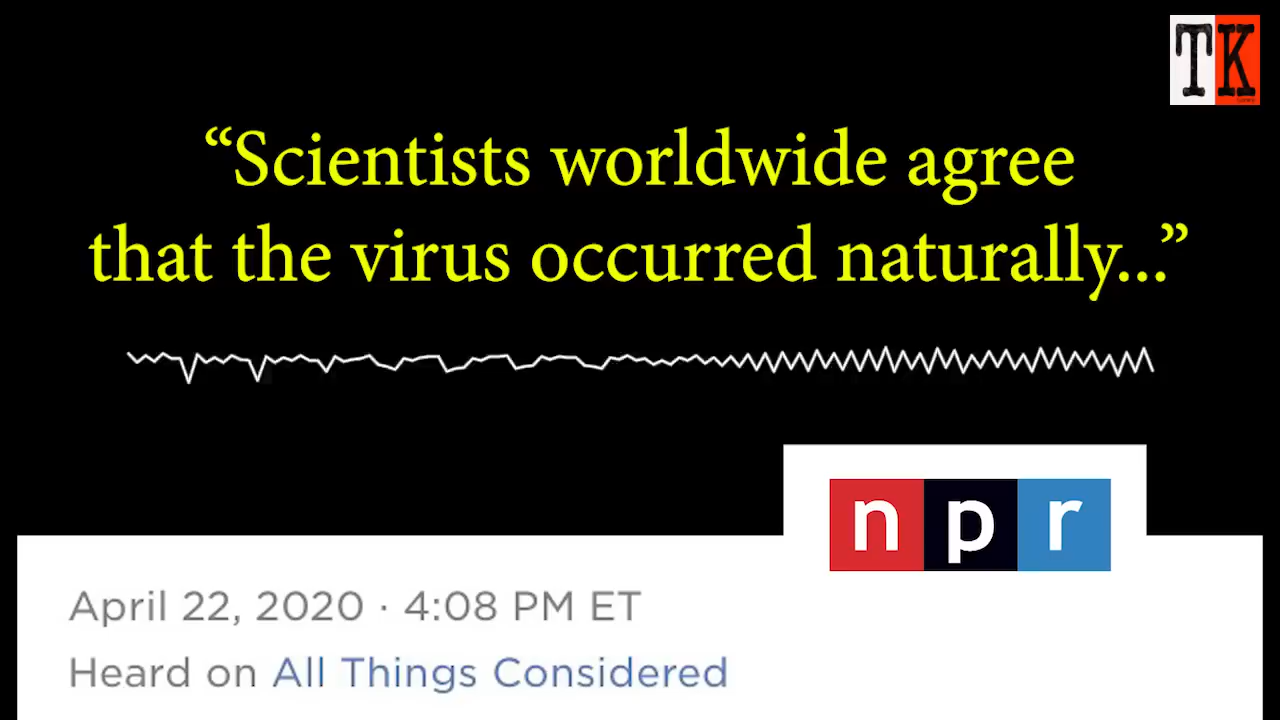 TK
“Scientists worldwide agree
that the virus occurred naturally...”
npr
April 22, 2020 · 4:08 PM ET
Heard on All Things Considered